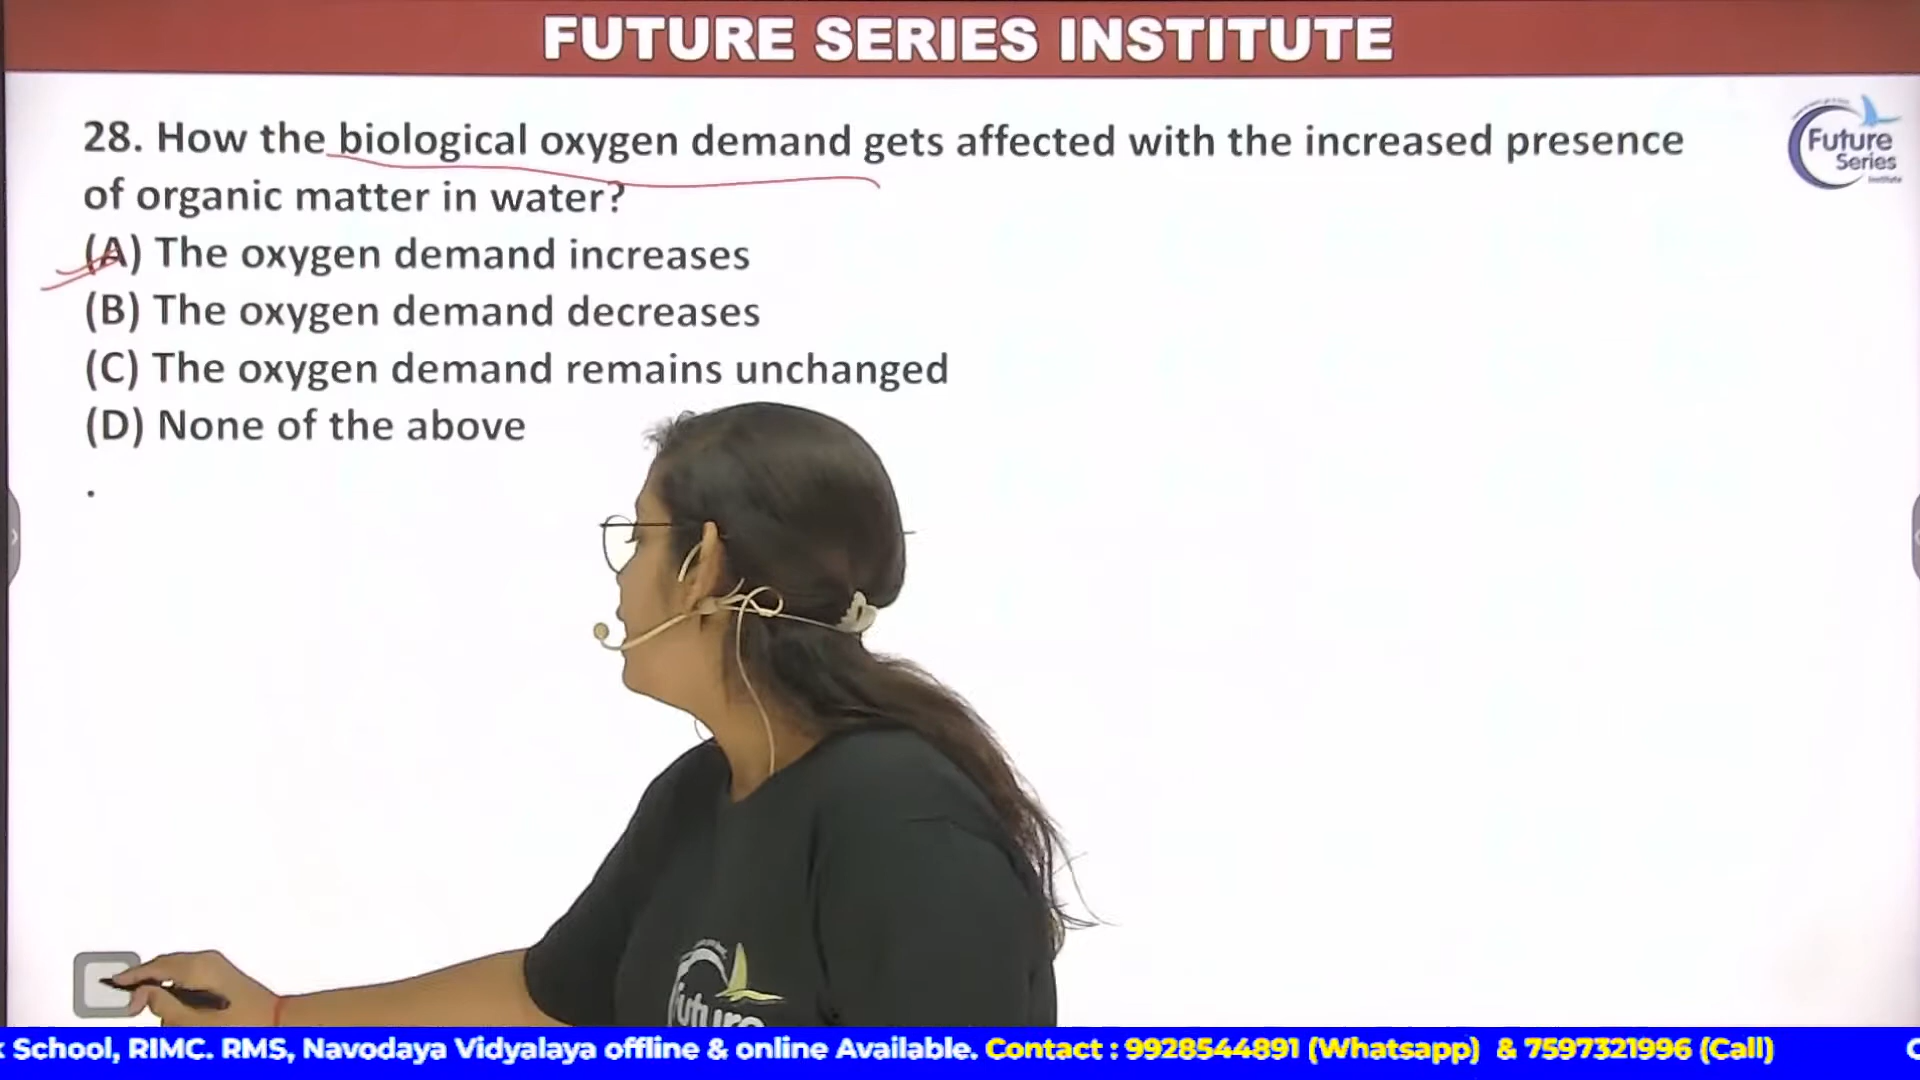 FUTURE SERIES INSTITUTE
28. How the biological oxygen demand gets affected with the increased presence
of organic matter in water?
(A) The oxygen demand increases
(B) The oxygen demand decreases
(C) The oxygen demand remains unchanged
(D) None of the above
.
Future
Series
Institute
Future
School, RIMC. RMS, Navodaya Vidyalaya offline & online Available. Contact : 9928544891 (Whatsapp) & 7597321996 (Call)